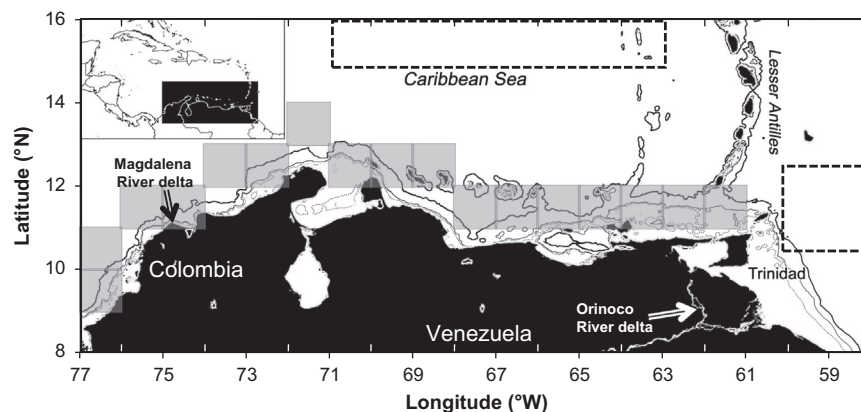 16
14
12
10
8
Latitude (°N)
Caribbean Sea
Lesser Antilles
Magdalena
River delta
Colombia
Venezuela
Trinidad
Orinoco
River delta
77
75
73
71
69
67
65
63
61
59
Longitude (°W)